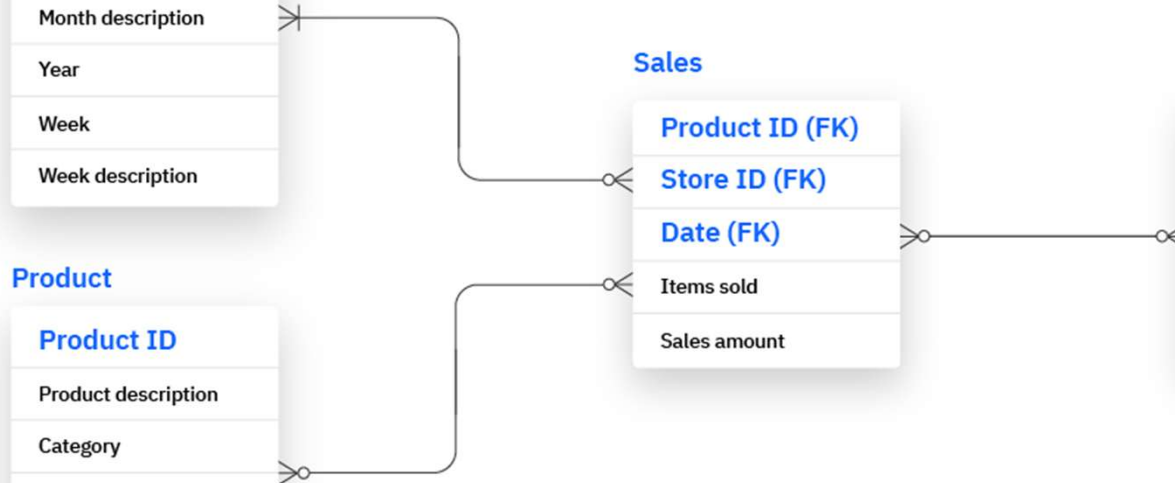 Month description
Year
Week
Week description
Product
Product ID
Product description
Category
Sales
Product ID (FK)
Store ID (FK)
Date (FK)
Items sold
Sales amount